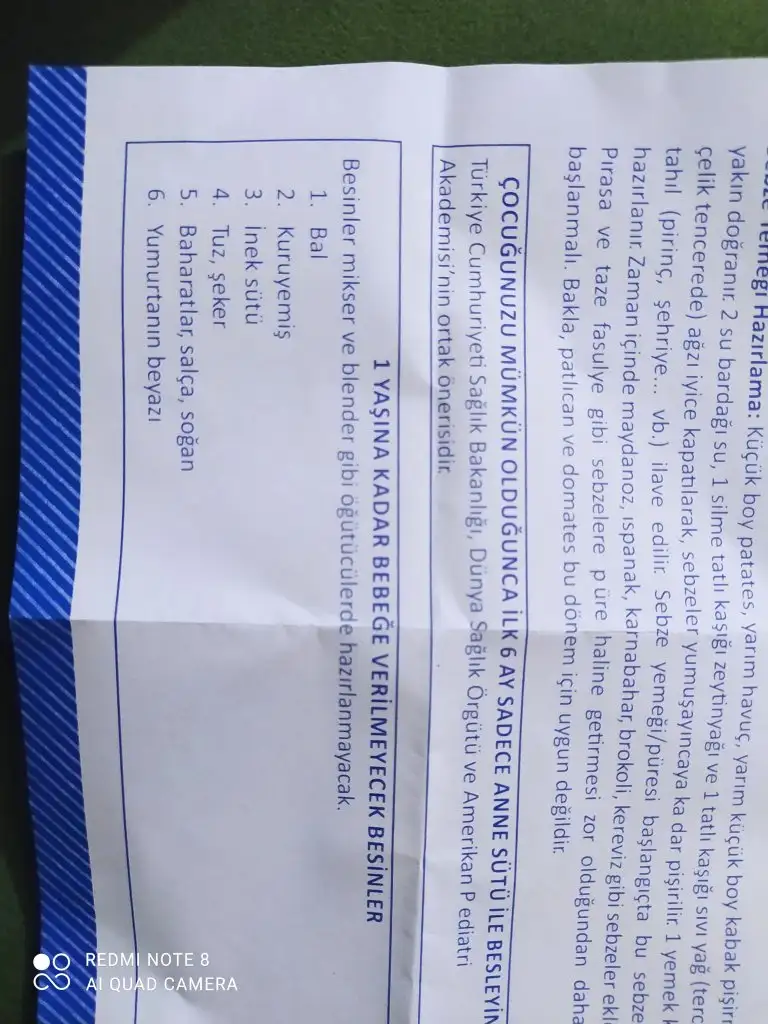 Hazırlama: Küçük boy patates, yarım havuç, yarım küçük boy kabak
yakın doğranır. 2 su bardağı su, 1 silme tatlı kaşığı zeytinyağı ve 1 tatlı kaşığı sıvı yağ
çelik tencerede) ağzı iyice kapatılarak, sebzeler yumuşayıncaya ka dar pişirilir. 1 yemek
tahıl (pirinç, şehriye... vb.) ilave edilir. Sebze yemeği/püresi başlangıçta bu sebze
hazırlanır. Zaman içinde maydanoz, ıspanak, karnabahar, brokoli, kereviz gibi sebzeler
Pırasa ve taze fasulye gibi sebzelere p üre haline getirmesi zor olduğundan daha
başlanmalı. Bakla, patlıcan ve domates bu dönem için uygun değildir.
ÇOCUĞUNUZU MÜMKÜN OLDUĞUNCA İLK 6 AY SADECE ANNE SÜTÜ İLE BESLEYİN
Türkiye Cumhuriyeti Sağlık Bakanlığı, Dünya Sağlık Örgütü ve Amerikan P ediatri
Akademisi'nin ortak önerisidir.
1 YAŞINA KADAR BEBEĞE VERİLMEYECEK BESİNLER
Besinler mikser ve blender gibi öğütücülerde hazırlanmayacak.
1. Bal
2. Kuruyemiş
3. İnek sütü
4. Tuz, şeker
5. Baharatlar, salça, soğan
6. Yumurtanın beyazı
REDMI NOTE 8
AI QUAD CAMERA